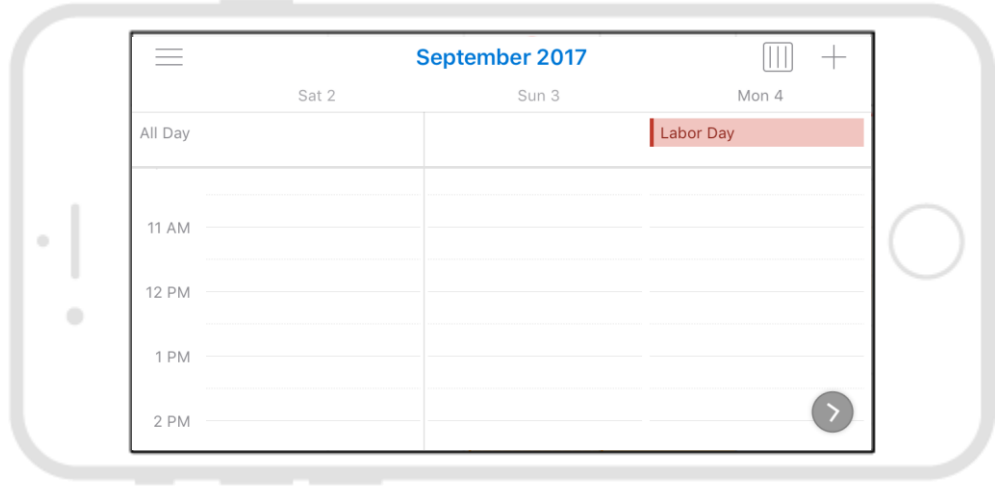 September 2017
Sat 2 Sun 3 Mon 4
All Day Labor Day
11 AM
12 PM
1 PM
2 PM